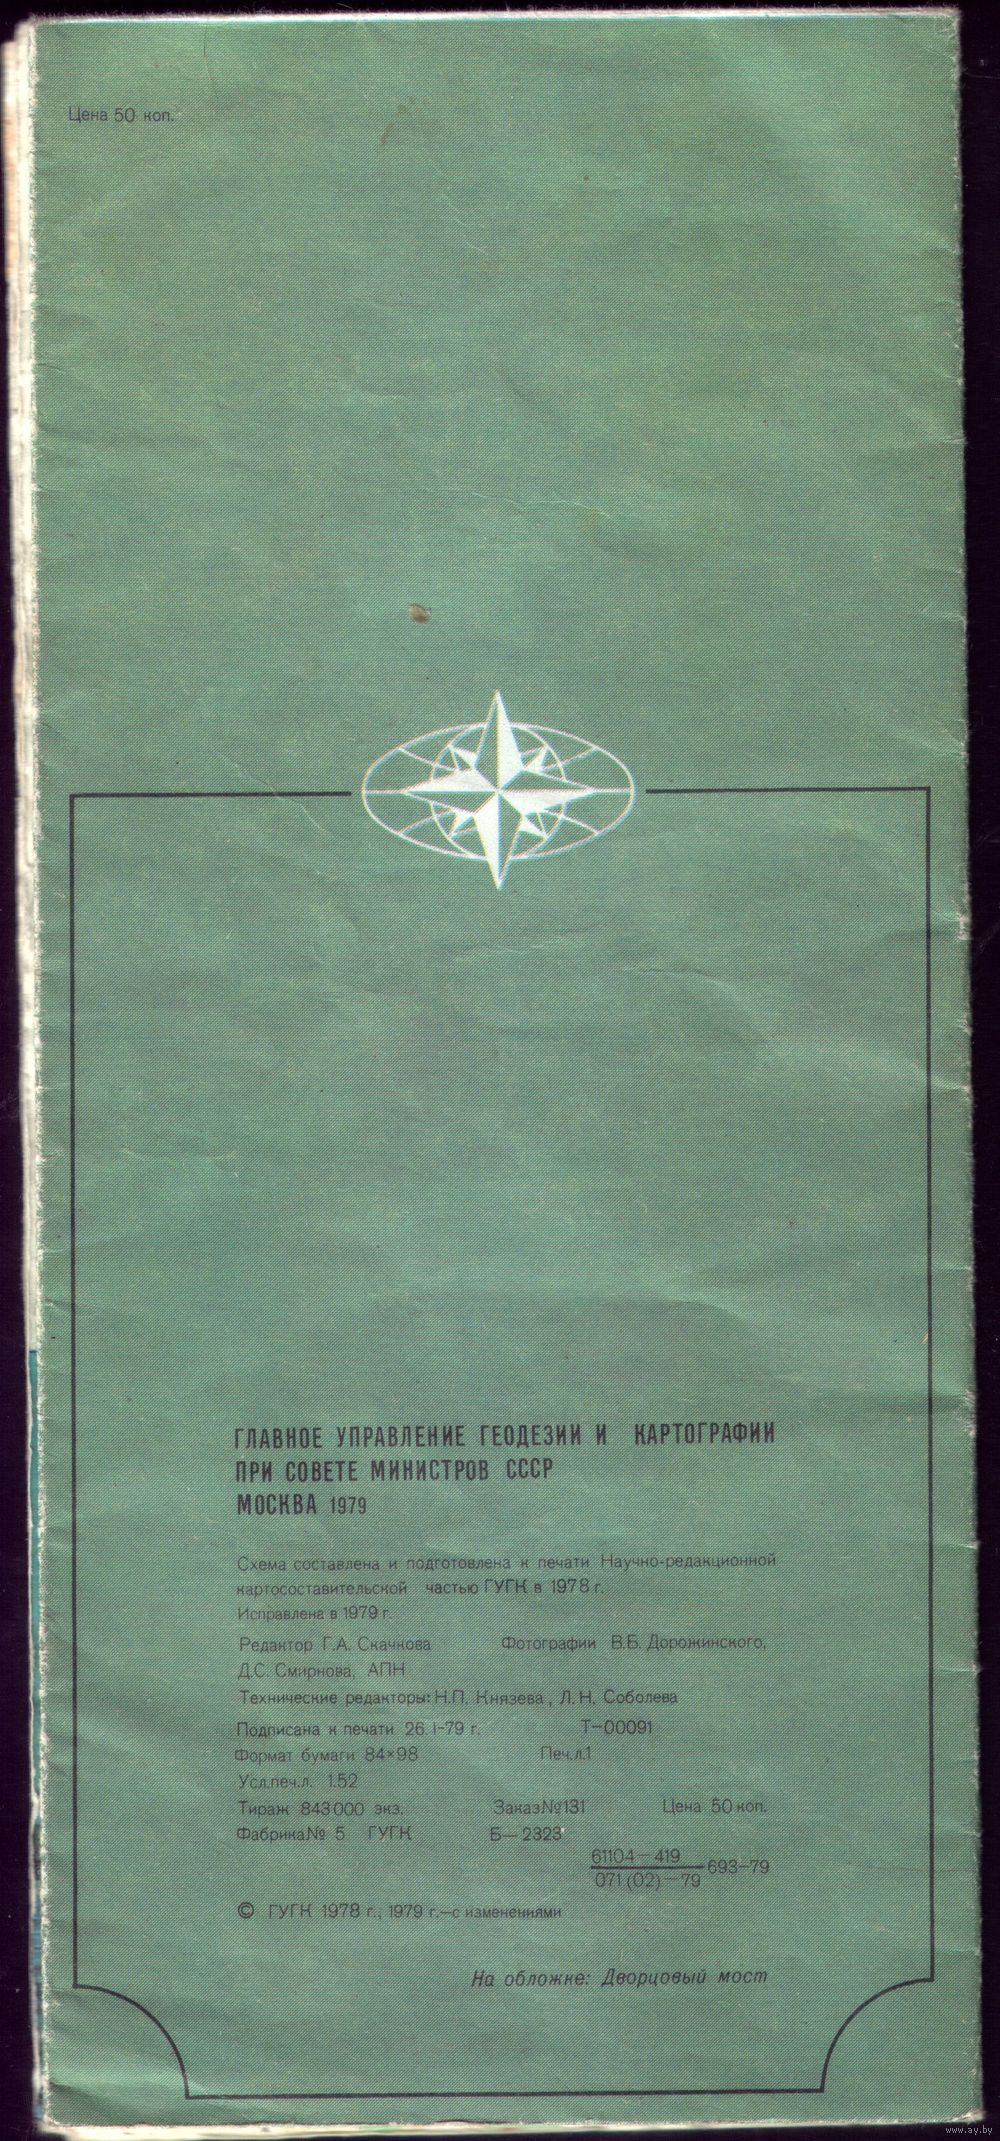 Цена 50 коп.
ГЛАВНОЕ УПРАВЛЕНИЕ ГЕОДЕЗИИ И КАРТОГРАФИИ
ПРИ СОВЕТЕ МИНИСТРОВ СССР
МОСКВА 1979
Схема составлена и подготовлена к печати Научно-редакционной
картосоставительской частью ГУГК в 1978 г.
Исправлена в 1979 г.
Редактор Г.А. Скачкова Фотографии В.Б. Дорожинского,
Д.С. Смирнова, АПН
Технические редакторы: Н.П. Князева, Л.Н. Соболева
Подписана к печати 26.I-79 г. Т-00091
Формат бумаги 84×98 Печ.л.1
Усл.печ.л. 1.52
Тираж 843000 экз. Заказ№131 Цена 50 коп.
Фабрика№ 5 ГУГК Б-2323
61104-419
071(02)-79
693-79
© ГУГК 1978 г., 1979 г.-с изменениями
На обложке: Дворцовый мост
www.ay.by